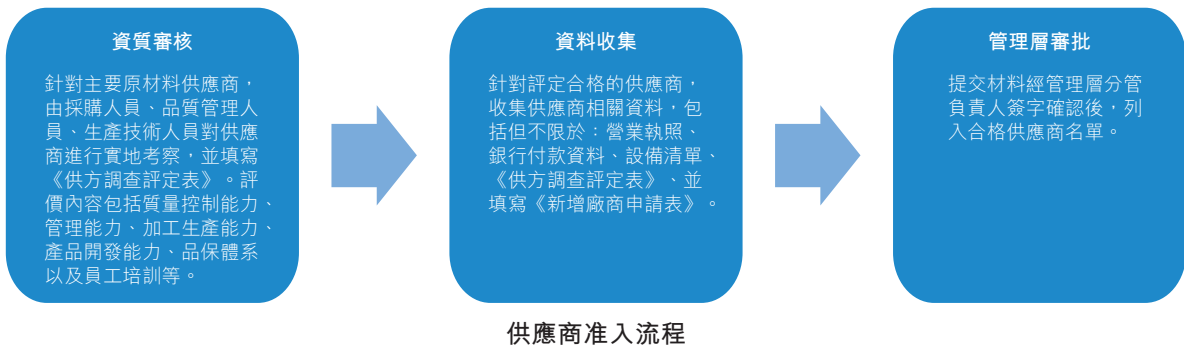 資質審核
針對主要原材料供應商，
由採購人員、品質管理人
員、生產技術人員對供應
商進行實地考察，並填寫
《供方調查評定表》。評
價內容包括質量控制能力、
管理能力、加工生產能力、
產品開發能力、品保體系
以及員工培訓等。
資料收集
針對評定合格的供應商，
收集供應商相關資料，包
括但不限於：營業執照、
銀行付款資料、設備清單、
《供方調查評定表》、並
填寫《新增廠商申請表》。
管理層審批
提交材料經管理層分管
負責人簽字確認後，列
入合格供應商名單。
供應商准入流程